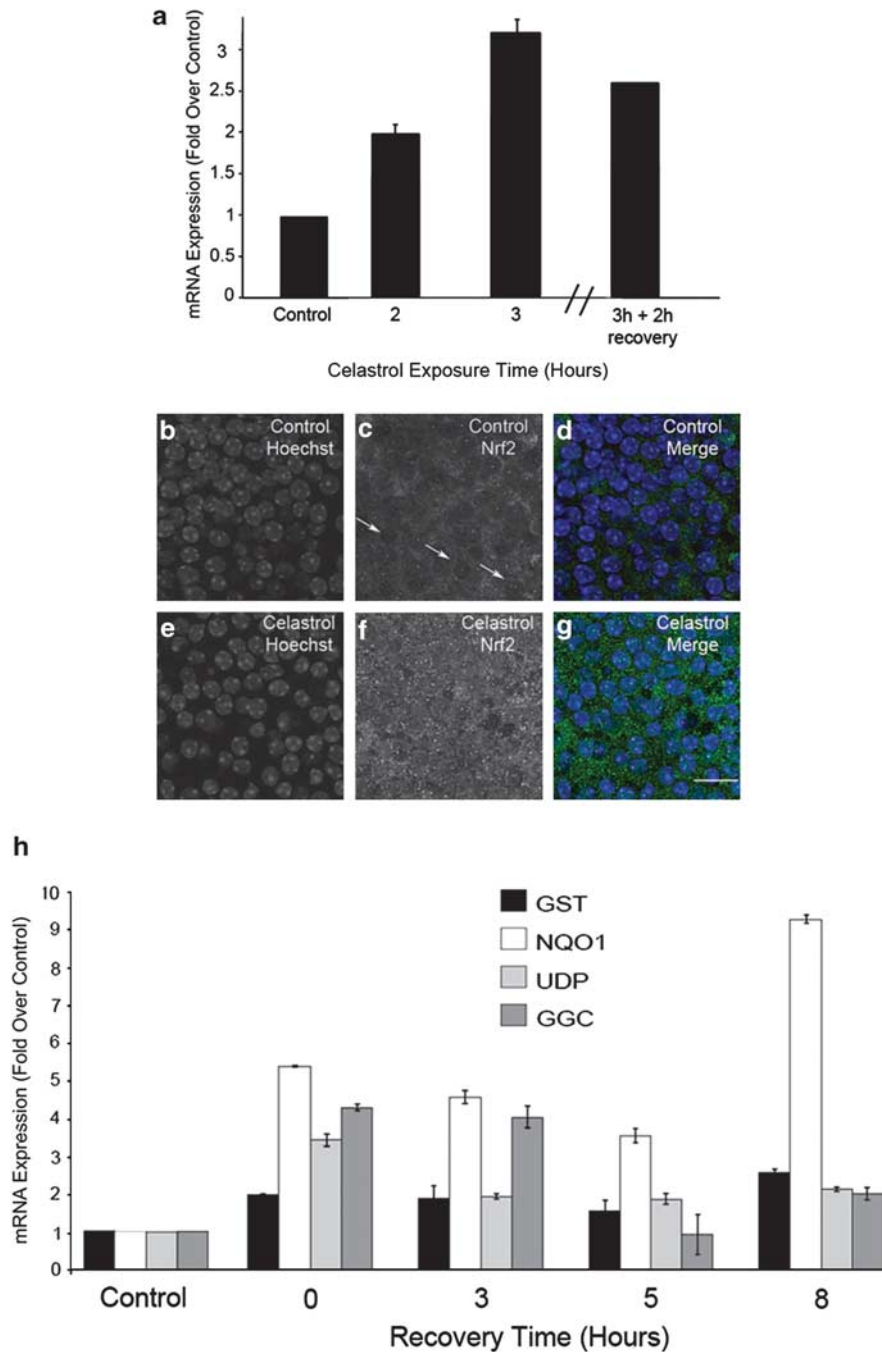 a
mRNA Expression (Fold Over Control)
3
2.5
2
1.5
1
0.5
0
Control 2 3 3h + 2h
recovery
Celastrol Exposure Time (Hours)
b Control
Hoechst
c Control
Nrf2
d Control
Merge
e Celastrol
Hoechst
f Celastrol
Nrf2
g Celastrol
Merge
h
mRNA Expression (Fold Over Control)
10
9
8
7
6
5
4
3
2
1
0
GST
NQO1
UDP
GGC
Control 0 3 5 8
Recovery Time (Hours)